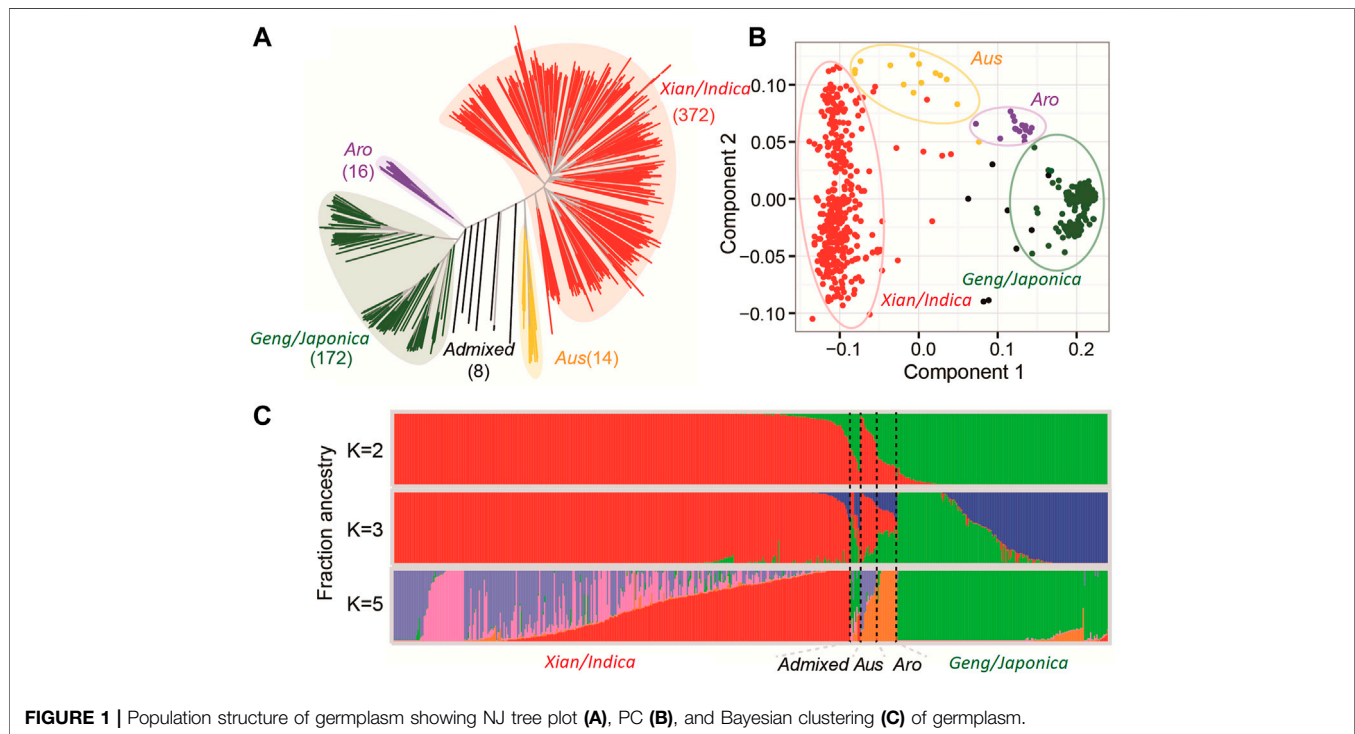 A
Xian/Indica
(372)
Aro
(16)
Geng/Japonica
(172)
Admixed
(8)
Aus(14)
B
Component 2
0.10
0.05
0.00
−0.05
−0.10
Aus
Aro
Geng/Japonica
Xian/Indica
−0.1
0.0
0.1
0.2
Component 1
C
Fraction ancestry
K=2
K=3
K=5
Xian/Indica
Admixed
Aus
Aro
Geng/Japonica
FIGURE 1 | Population structure of germplasm showing NJ tree plot (A), PC (B), and Bayesian clustering (C) of germplasm.